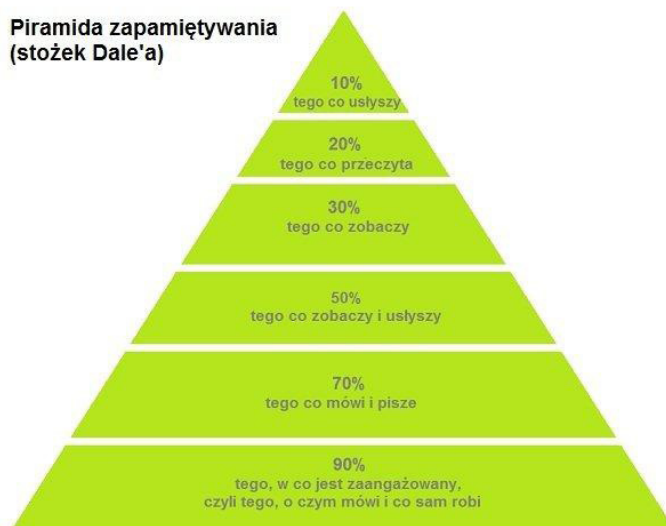 Piramida zapamiętywania
(stożek Dale'a)
10%
tego co usłyszy
20%
tego co przeczyta
30%
tego co zobaczy
50%
tego co zobaczy i usłyszy
70%
tego co mówi i pisze
90%
tego, w co jest zaangażowany,
czyli tego, o czym mówi i co sam robi